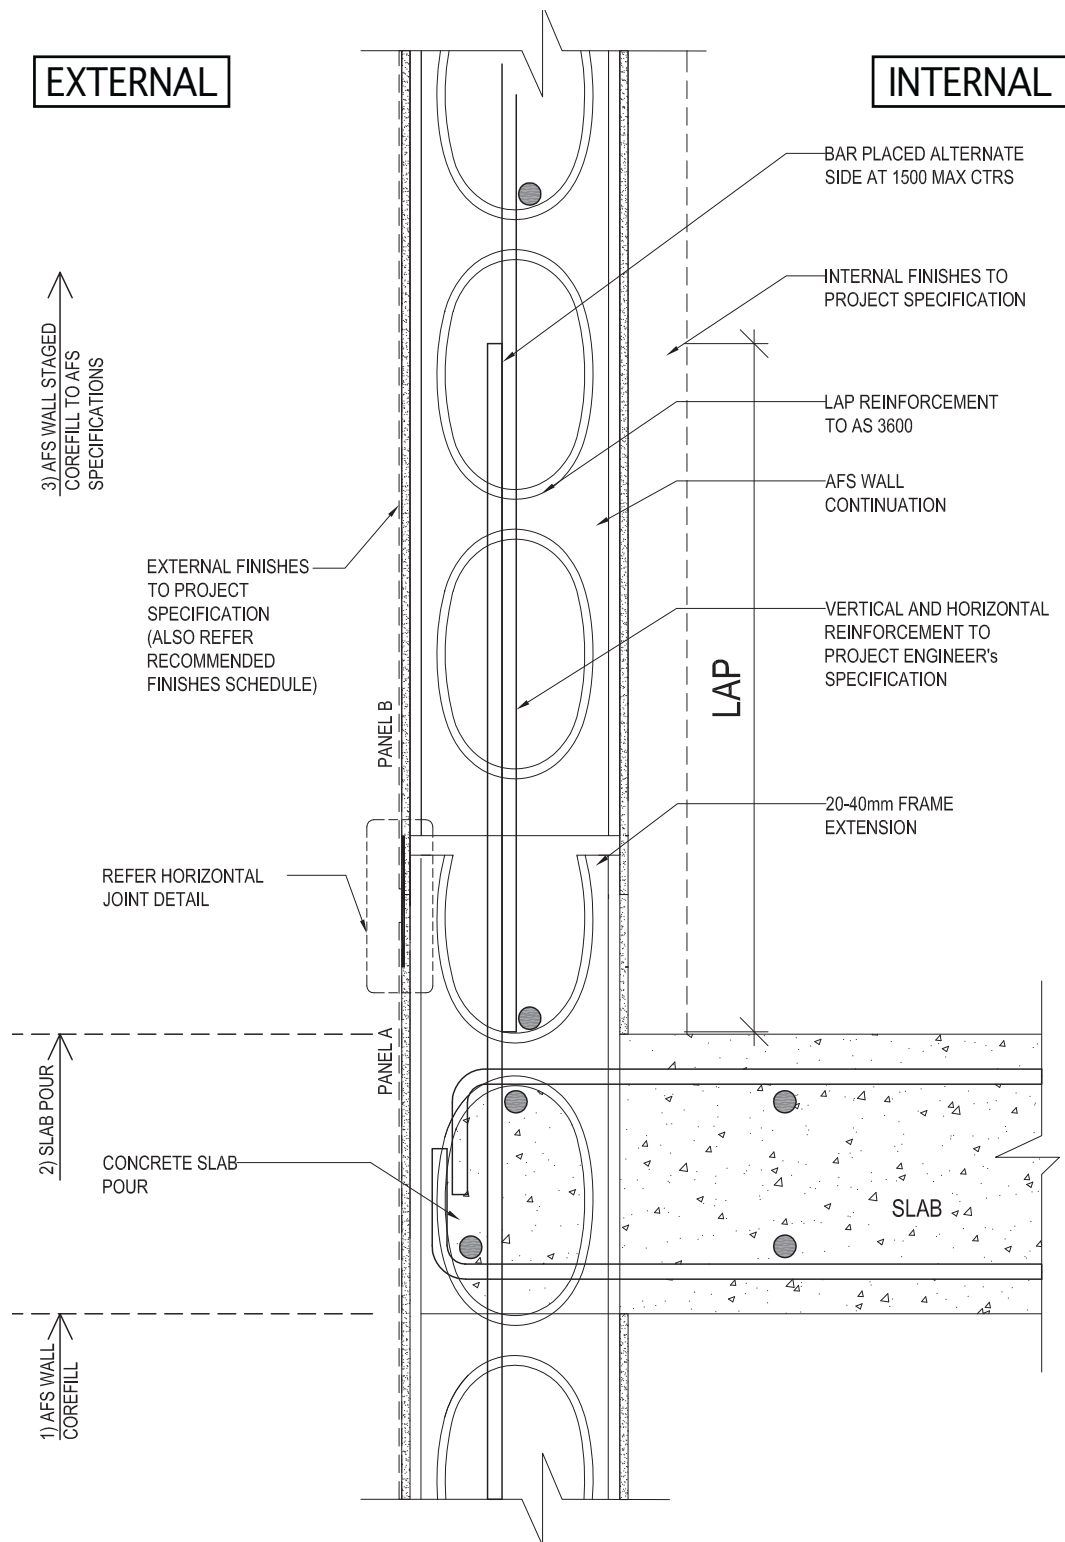 EXTERNAL
INTERNAL
BAR PLACED ALTERNATE
SIDE AT 1500 MAX CTRS
INTERNAL FINISHES TO
PROJECT SPECIFICATION
3) AFS WALL STAGED
COREFILL TO AFS
SPECIFICATIONS
LAP REINFORCEMENT
TO AS 3600
AFS WALL
CONTINUATION
EXTERNAL FINISHES
TO PROJECT
SPECIFICATION
(ALSO REFER
RECOMMENDED
FINISHES SCHEDULE)
VERTICAL AND HORIZONTAL
REINFORCEMENT TO
PROJECT ENGINEER's
SPECIFICATION
LAP
PANEL B
20-40mm FRAME
EXTENSION
REFER HORIZONTAL
JOINT DETAIL
PANEL A
2) SLAB POUR
CONCRETE SLAB
POUR
SLAB
1) AFS WALL
COREFILL